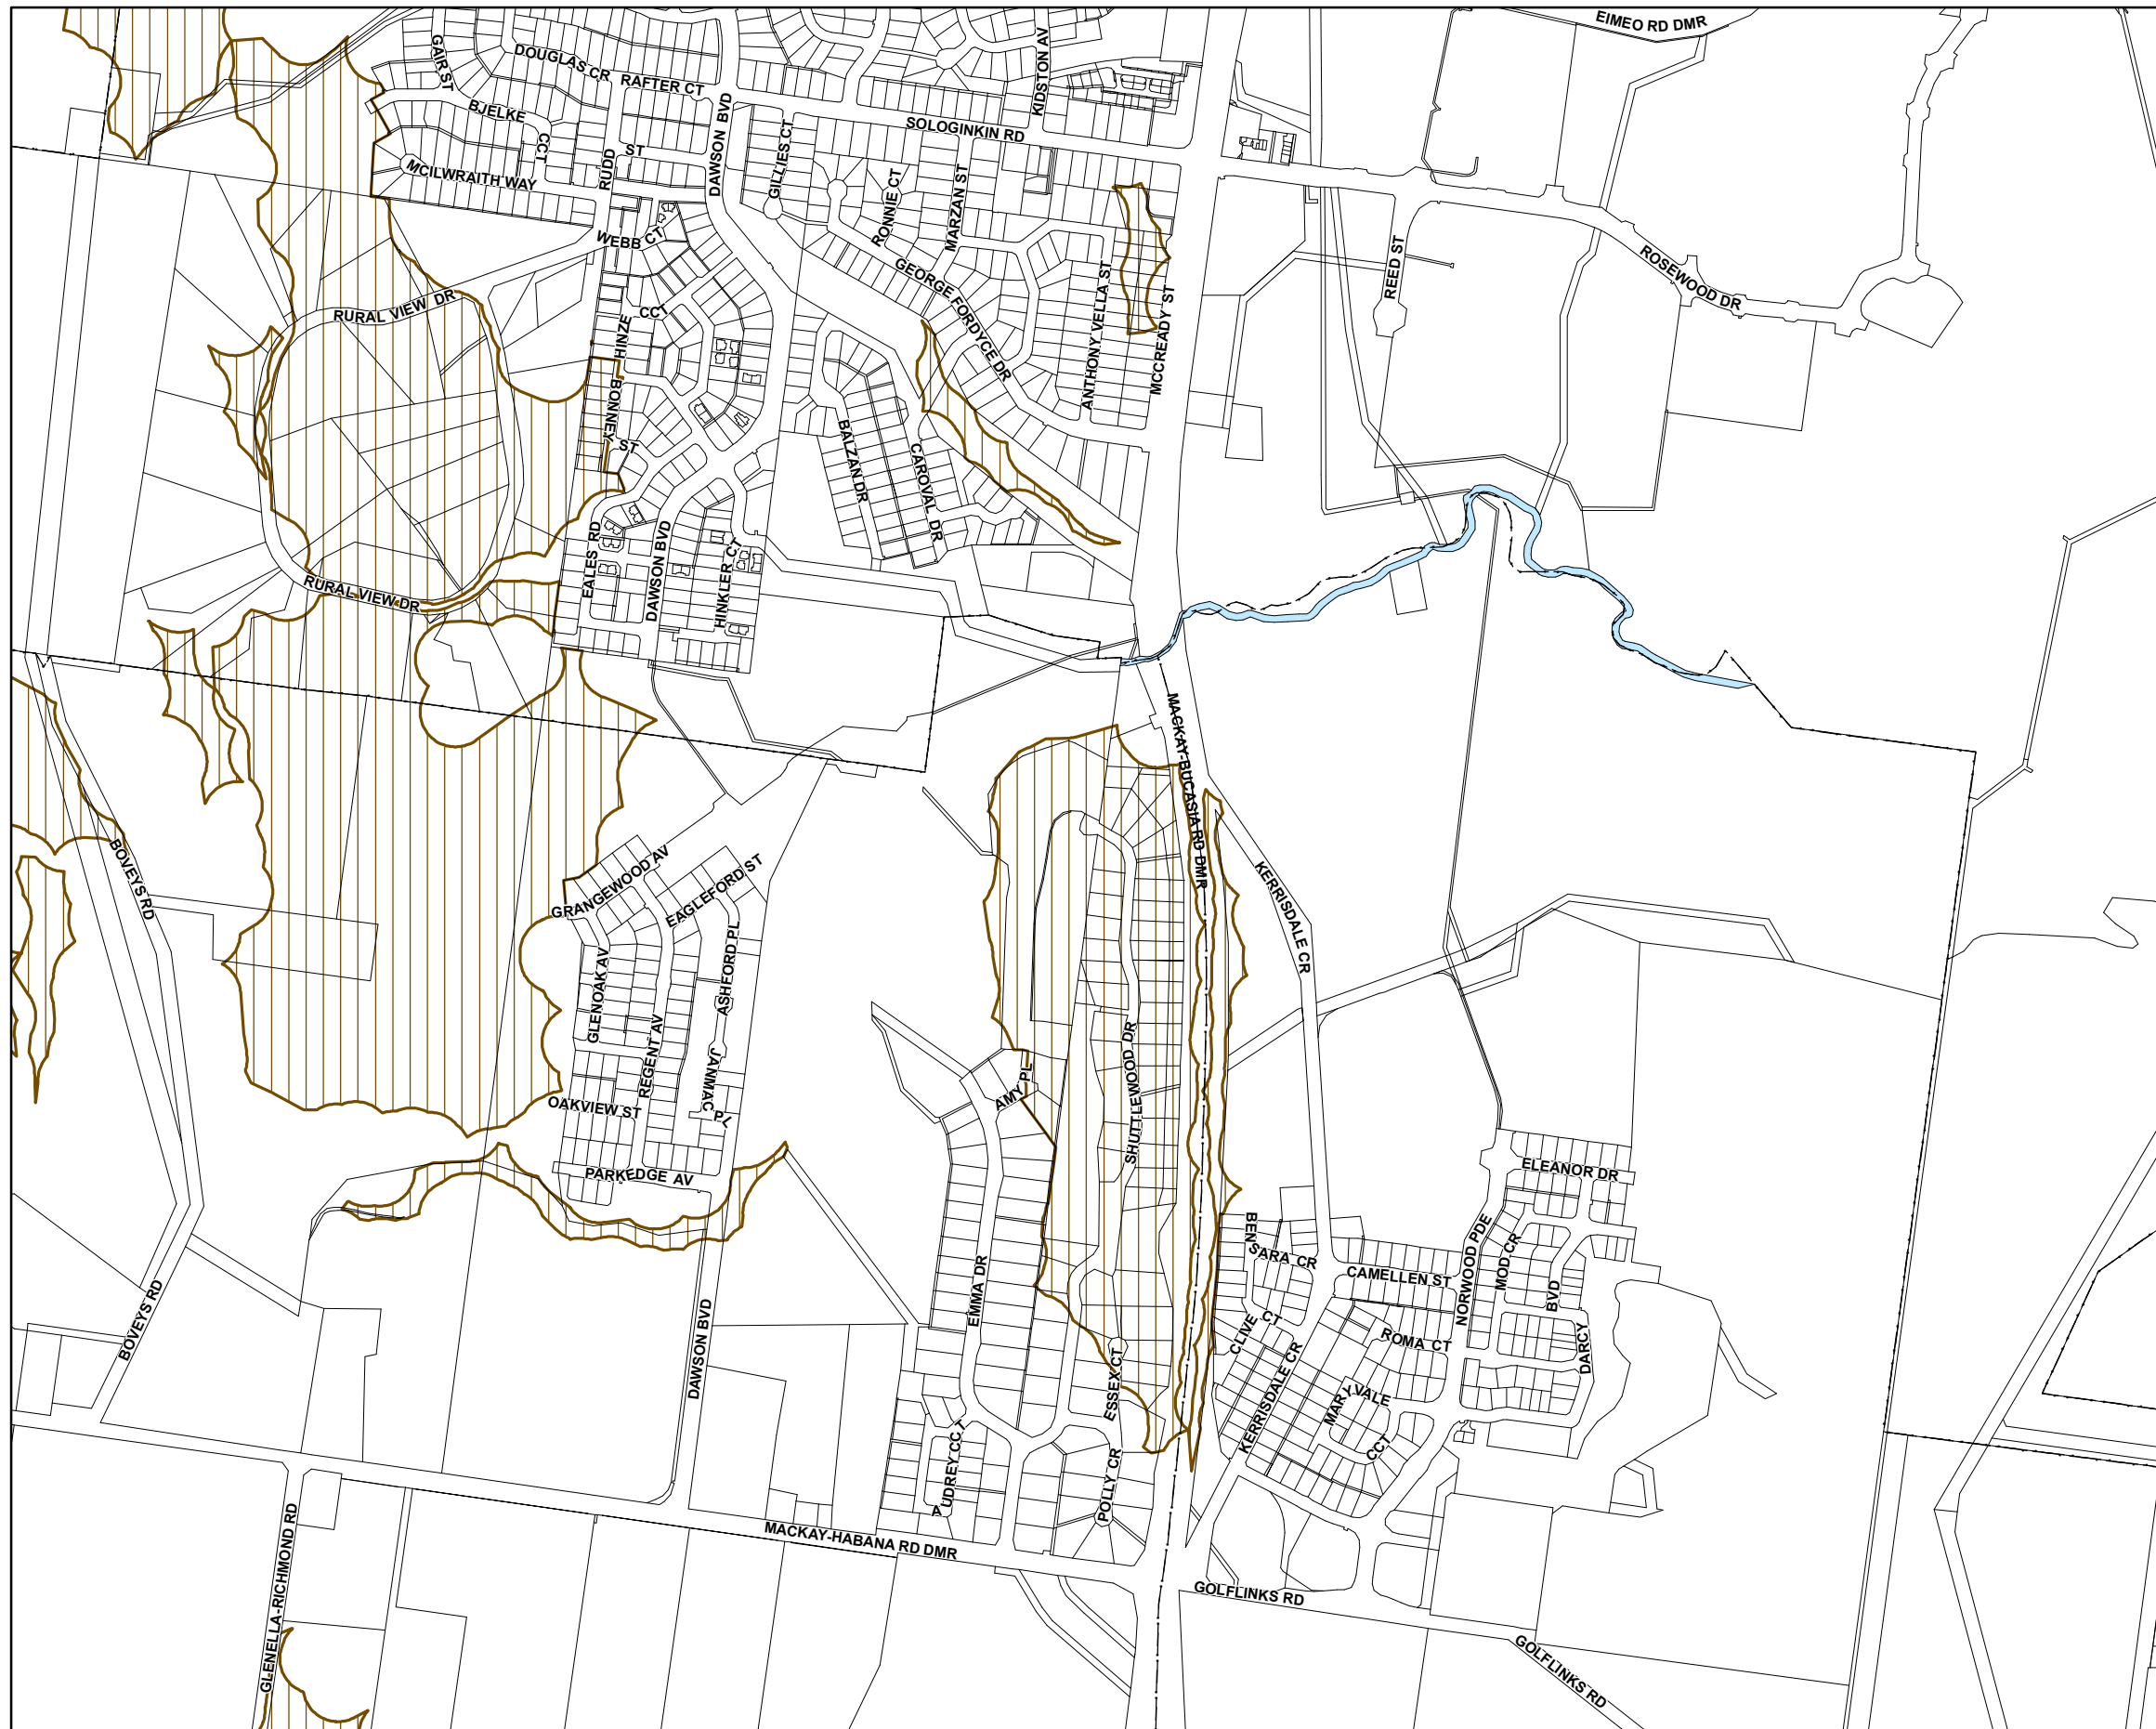 EIMEO RD DMR
GAIR ST
DOUGLAS CR
RAFTER CT
KIDSTON AV
BJELKE
CCT
DAWSON BVD
SOLOGINKIN RD
GILLIES CT
RUDD
ST
MCILWRAITH WAY
RONNIE CT
MARZAN ST
WEBB CT
GEORGE FORDYCE DR
ANTHONY VELLA ST
MCCREADY ST
REED ST
ROSEWOOD DR
RURAL VIEW DR
HINZE
CCT
BONNEY
ST
BALZAN DR
CAROVAL DR
EALES RD
DAWSON BVD
HINKLER CT
RURAL VIEW DR
MACKAY-BUCASIA RD DMR
BOVEYS RD
GRANGEWOOD AV
EAGLEFORD ST
KERRISDALE CR
GLENOAK AV
ASHFORD PL
REGENT AV
JANMAC
PL
SHUTTLEWOOD DR
AMY PL
OAKVIEW ST
PARKEDGE AV
ELEANOR DR
BEN
SARA CR
CAMELLEN ST
NORWOOD PDE
MOD CR
BVD
EMMA DR
BOVEYS RD
DAWSON BVD
CLIVE
CT
ROMA CT
DARCY
KERRISDALE CR
MARYVALE
CCT
ESSEX CT
AUDREY CCT
POLLY CR
GLENELLA-RICHMOND RD
MACKAY-HABANA RD DMR
GOLFLINKS RD
GOLFLINKS RD